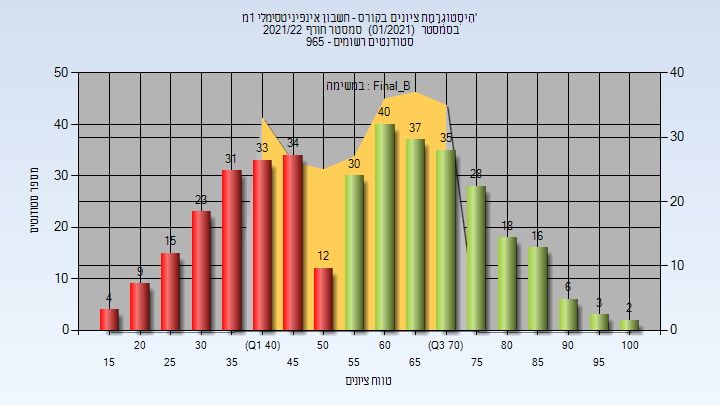 היסטוגרמת ציונים בקורס - חשבון אינפיניטסימלי 1מ'
בסמסטר (01/2021) סמסטר חורף 2021/22
סטודנטים רשומים - 965
במשימה : Final_B
50 40
40 30
30 20
20 10
10 0
0
מספר סטודנטים
4 9 15 23 31 33 34 12 30 40 37 35 28 18 16 6 3 2
20 30 (Q1 40) 50 60 (Q3 70) 80 90 100
15 25 35 45 55 65 75 85 95
טווח ציונים